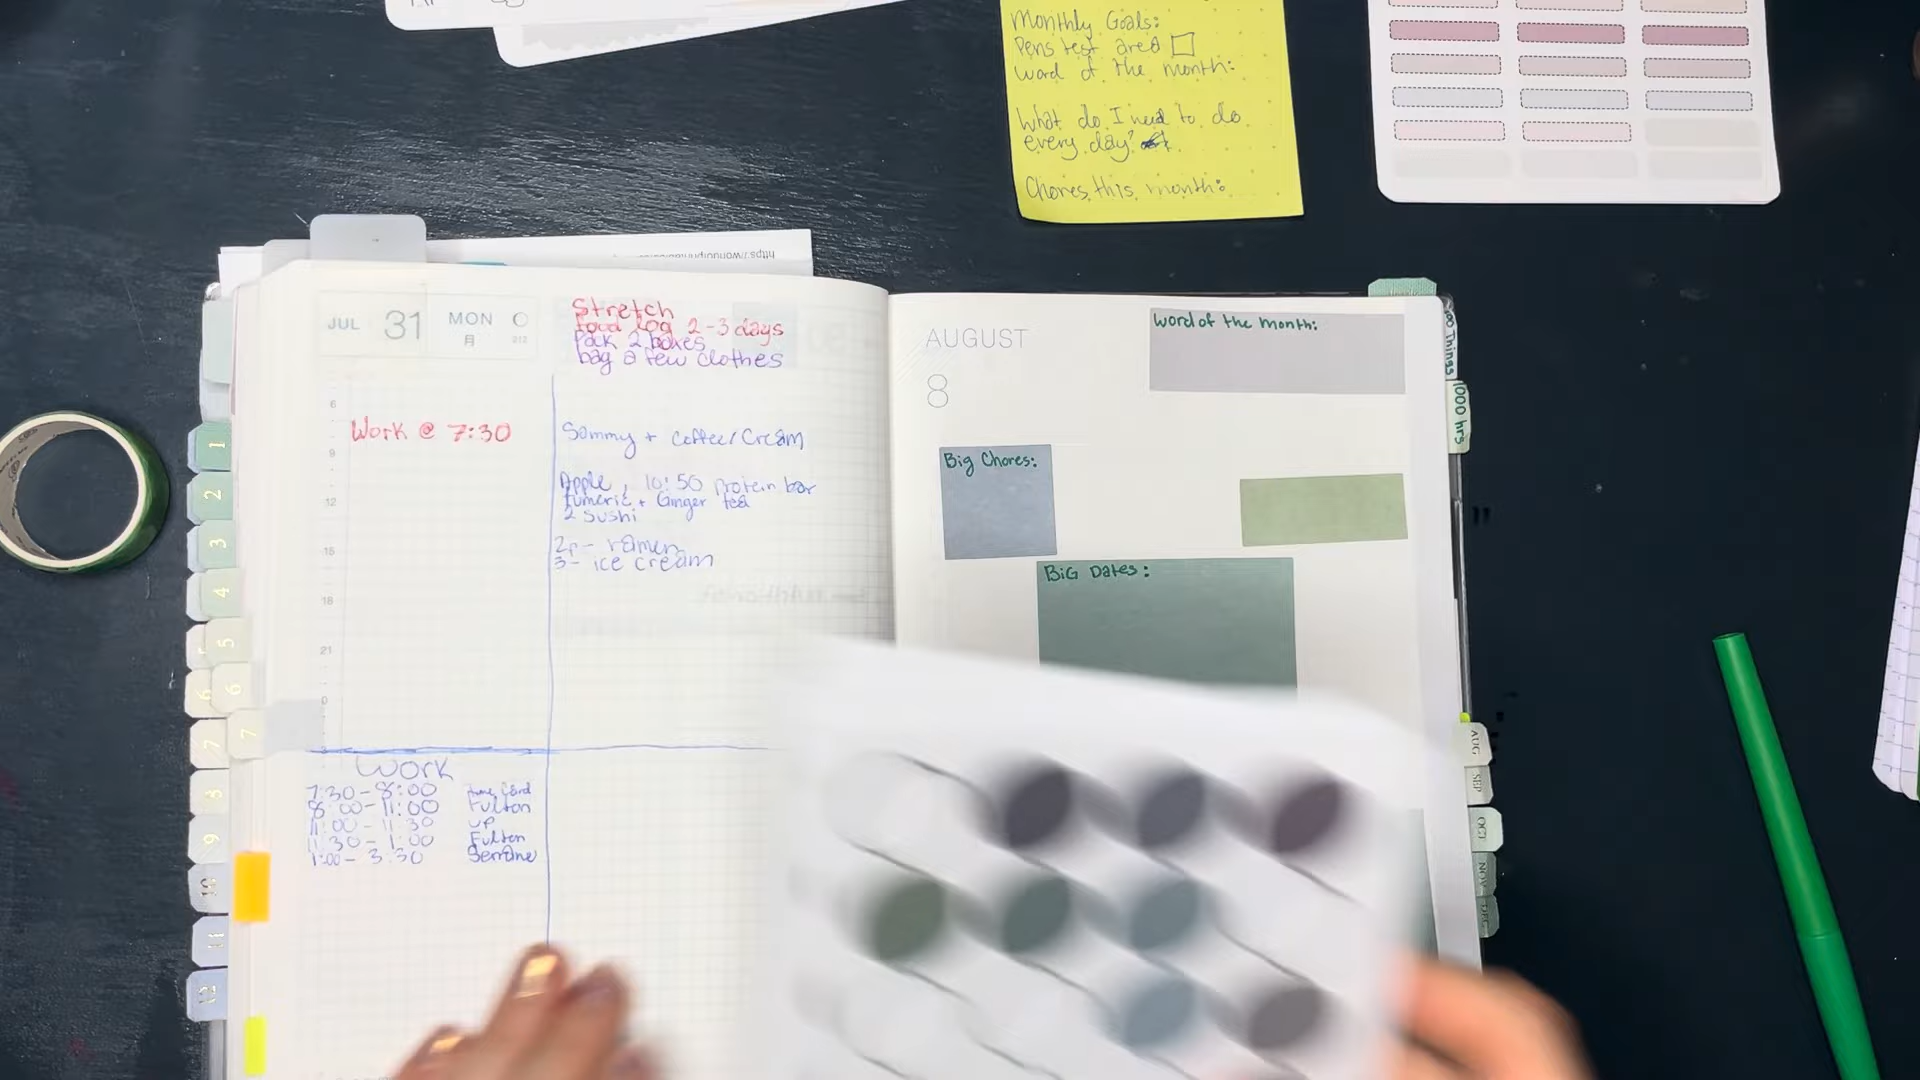 Monthly Goals:
Pens test area
word of the month:
What do I need to do
every day?
Chores this month:
JUL 31 MON
月 212
Stretch
food log 2-3 days
Pack 2 boxes
bag a few clothes
6
Work @ 7:30
9
12
15
18
21
0
Sammy + coffee/Cream
Apple, 10:50 protein bar
tumeric + Ginger tea
2 sushi
2p- ramen
3- ice cream
Work
7:30-8:00
8:00-11:00 Fulton
11:00-11:30 up
11:30-1:00 Fulton
1:00-3:30
AUGUST
8
word of the month:
Big Chores:
BiG Dates:
1
2
3
4
5
6
7
9
10
11
12
5
6
7
1000 hrs
AUG
SEP
OCT
NOV